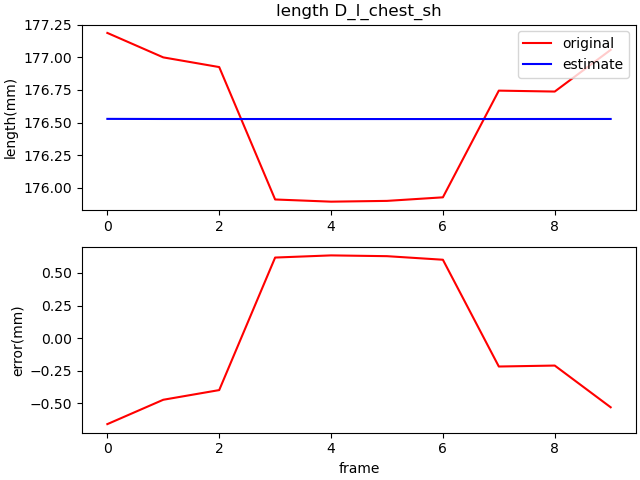 length D_l_chest_sh
177.25
177.00
176.75
176.50
176.25
176.00
length(mm)
original
estimate
0 2 4 6 8
0.50
0.25
0.00
−0.25
−0.50
error(mm)
0 2 4 6 8
frame